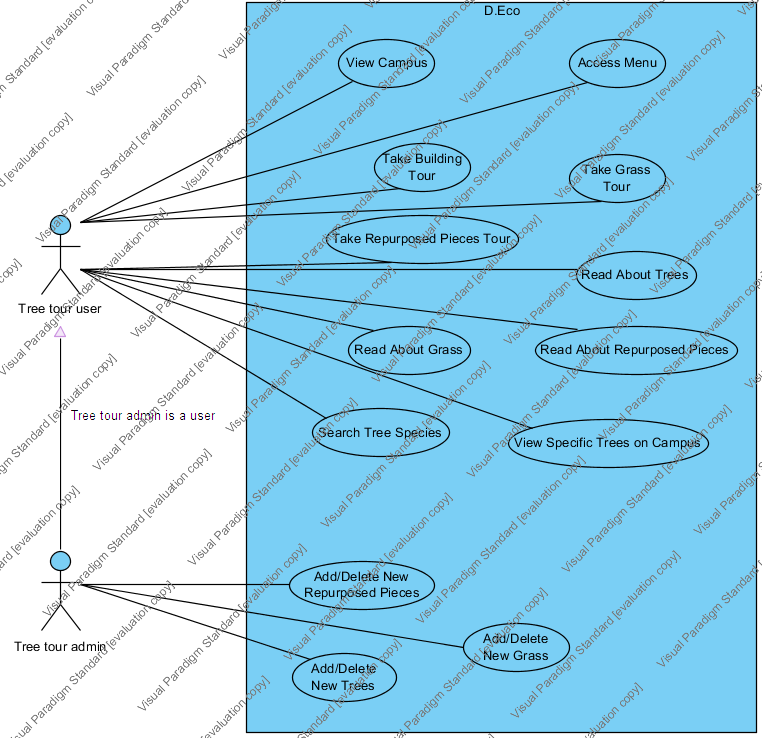 D.Eco
View Campus
Access Menu
Take Building
Tour
Take Grass
Tour
Take Repurposed Pieces Tour
Read About Trees
Tree tour user
Read About Grass
Read About Repurposed Pieces
Tree tour admin is a user
Search Tree Species
View Specific Trees on Campus
Add/Delete New
Repurposed Pieces
Add/Delete
New Grass
Tree tour admin
Add/Delete
New Trees
Visual Paradigm Standard [evaluation copy]